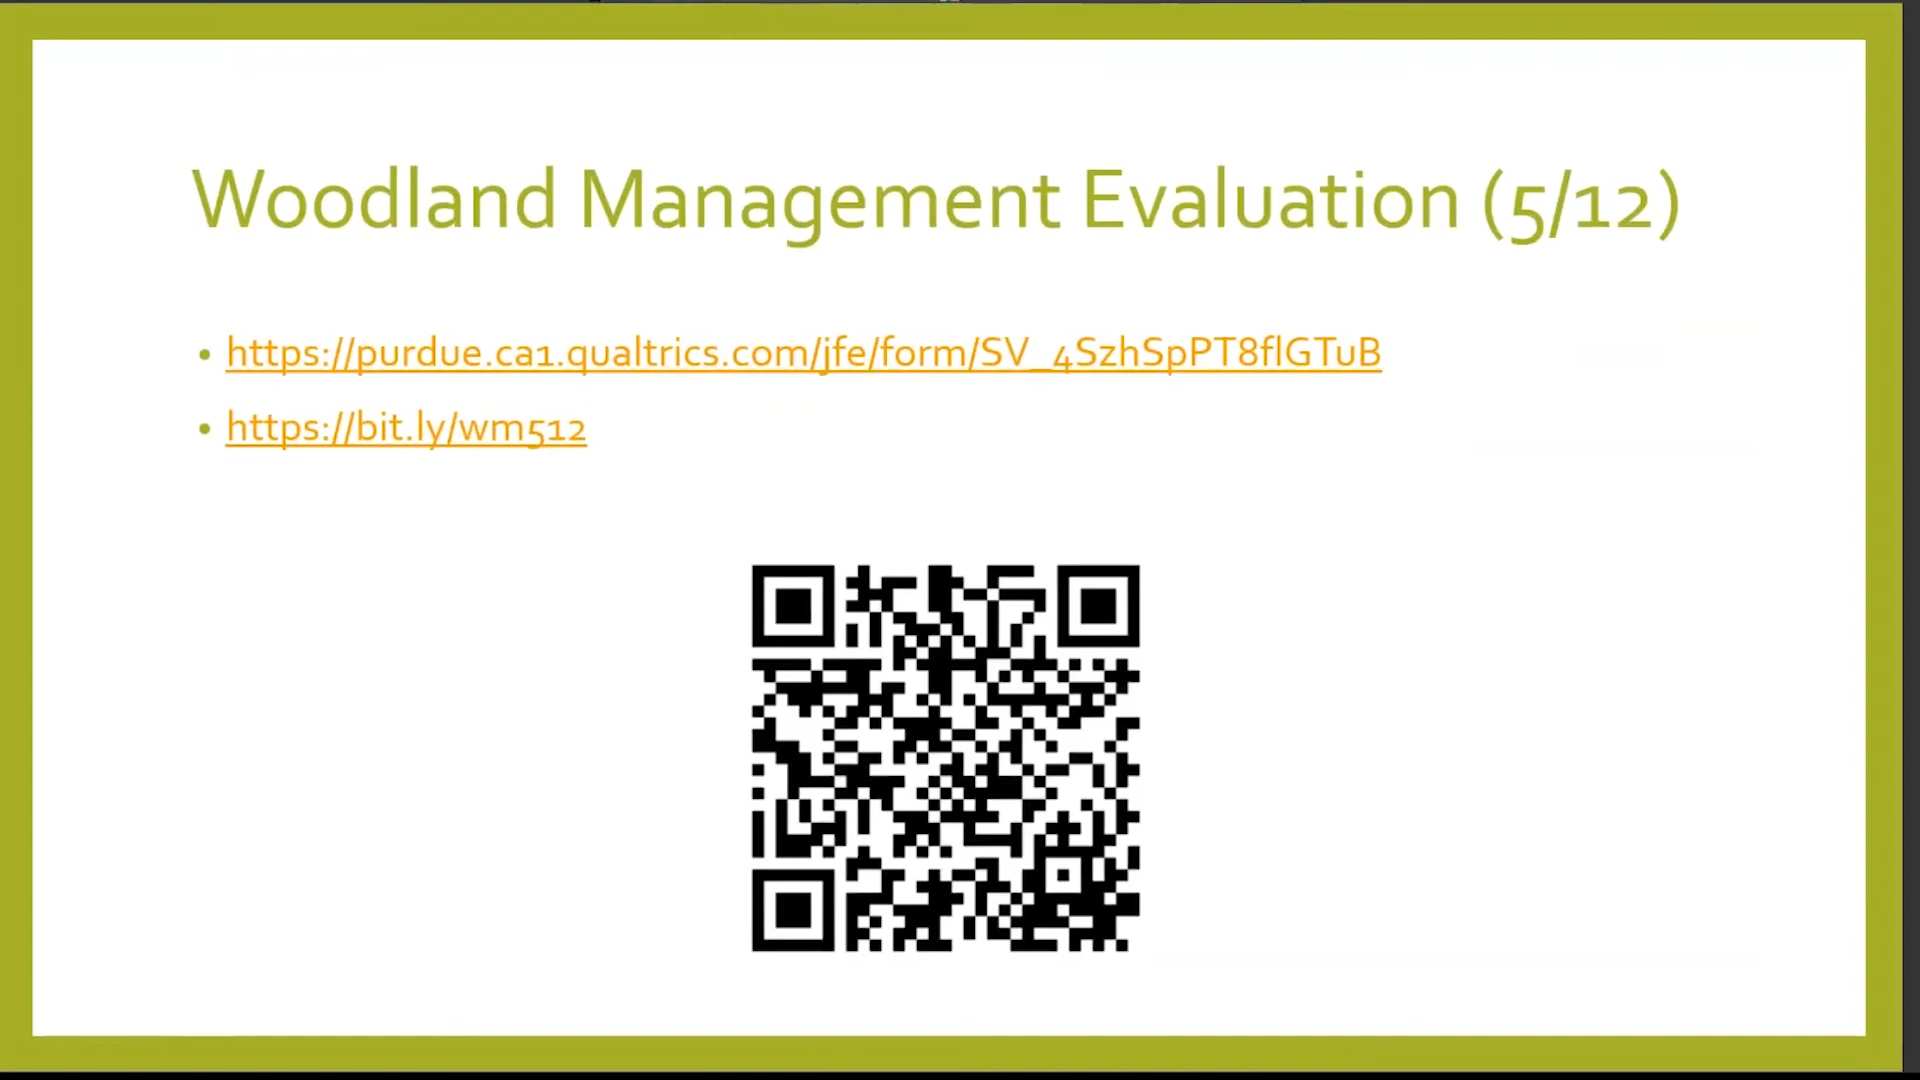 Woodland Management Evaluation (5/12)
• https://purdue.ca1.qualtrics.com/jfe/form/SV_4SzhSpPT8flGTuB
• https://bit.ly/wm512